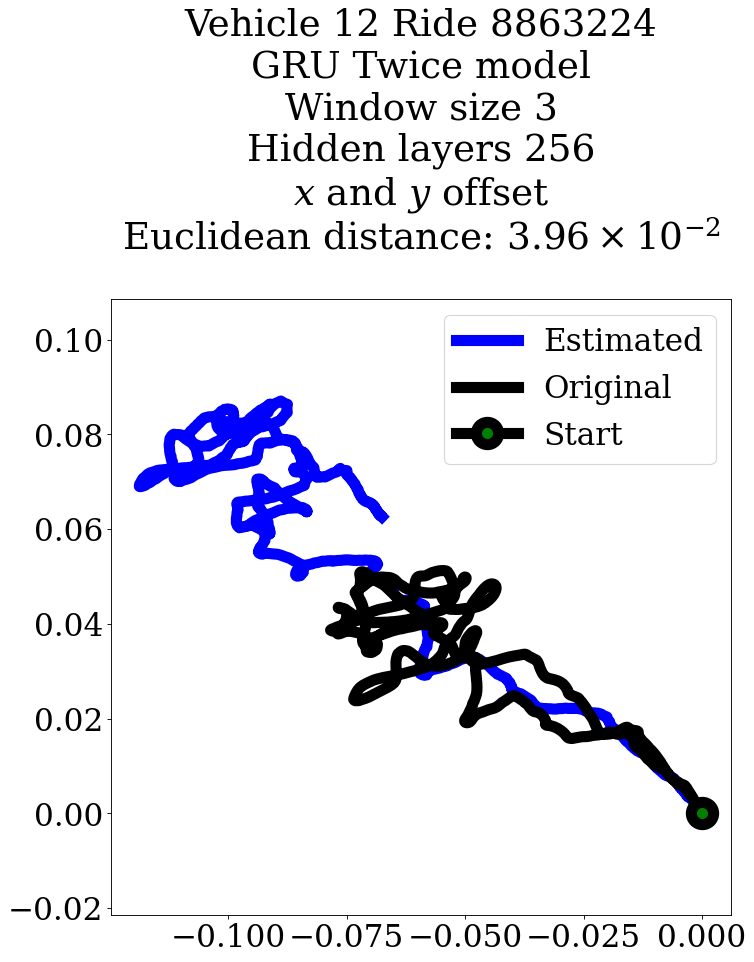 Vehicle 12 Ride 8863224
GRU Twice model
Window size 3
Hidden layers 256
x and y offset
Euclidean distance: 3.96 × 10⁻²
Estimated
Original
Start
0.10
0.08
0.06
0.04
0.02
0.00
−0.02
−0.100 −0.075 −0.050 −0.025 0.000